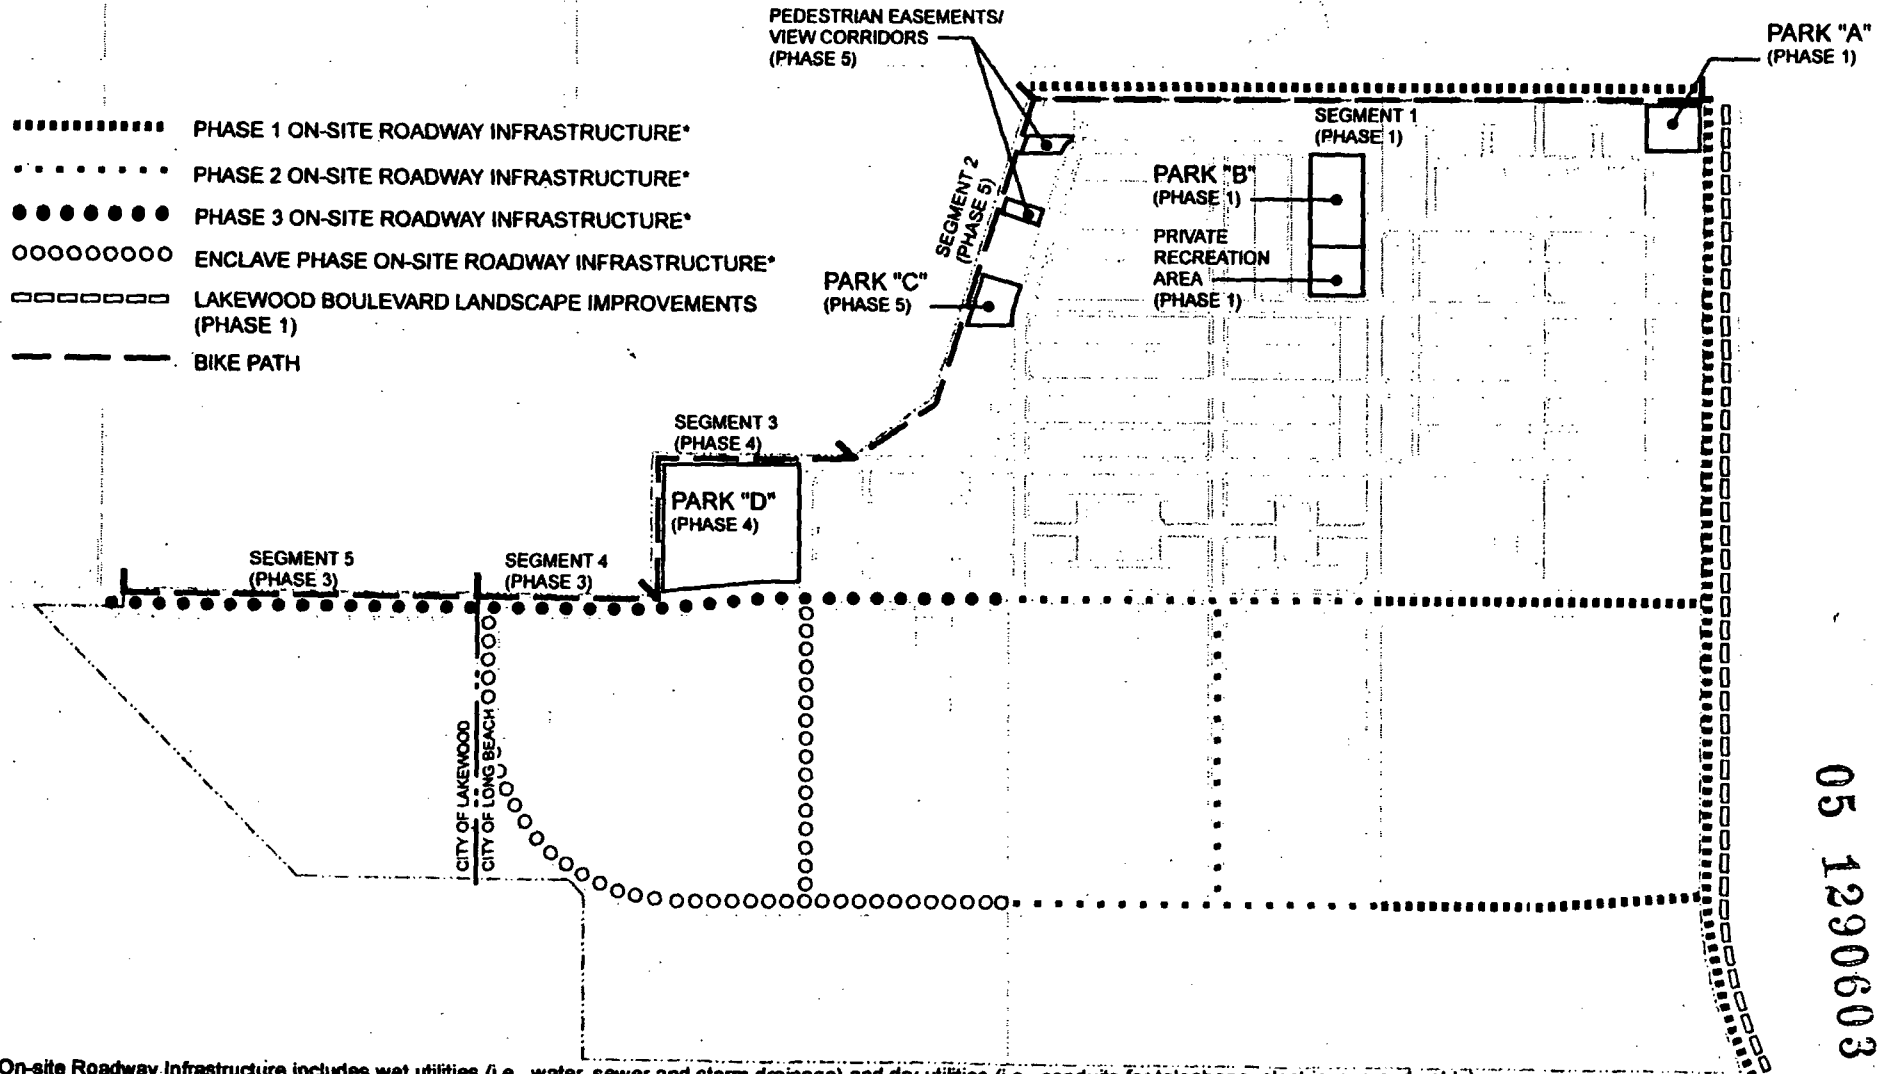 PEDESTRIAN EASEMENTS/
VIEW CORRIDORS
(PHASE 5)
PARK "A"
(PHASE 1)
PHASE 1 ON-SITE ROADWAY INFRASTRUCTURE*
PHASE 2 ON-SITE ROADWAY INFRASTRUCTURE*
PHASE 3 ON-SITE ROADWAY INFRASTRUCTURE*
ENCLAVE PHASE ON-SITE ROADWAY INFRASTRUCTURE*
LAKEWOOD BOULEVARD LANDSCAPE IMPROVEMENTS
(PHASE 1)
BIKE PATH
SEGMENT 1
(PHASE 1)
PARK "B"
(PHASE 1)
PRIVATE
RECREATION
AREA
(PHASE 1)
SEGMENT 2
(PHASE 5)
PARK "C"
(PHASE 5)
SEGMENT 3
(PHASE 4)
PARK "D"
(PHASE 4)
SEGMENT 5
(PHASE 3)
SEGMENT 4
(PHASE 3)
CITY OF LAKEWOOD
CITY OF LONG BEACH
05 1290603
On-site Roadway Infrastructure includes wet utilities (i.e., water, sewer and storm drainage) and dry utilities (i.e.,